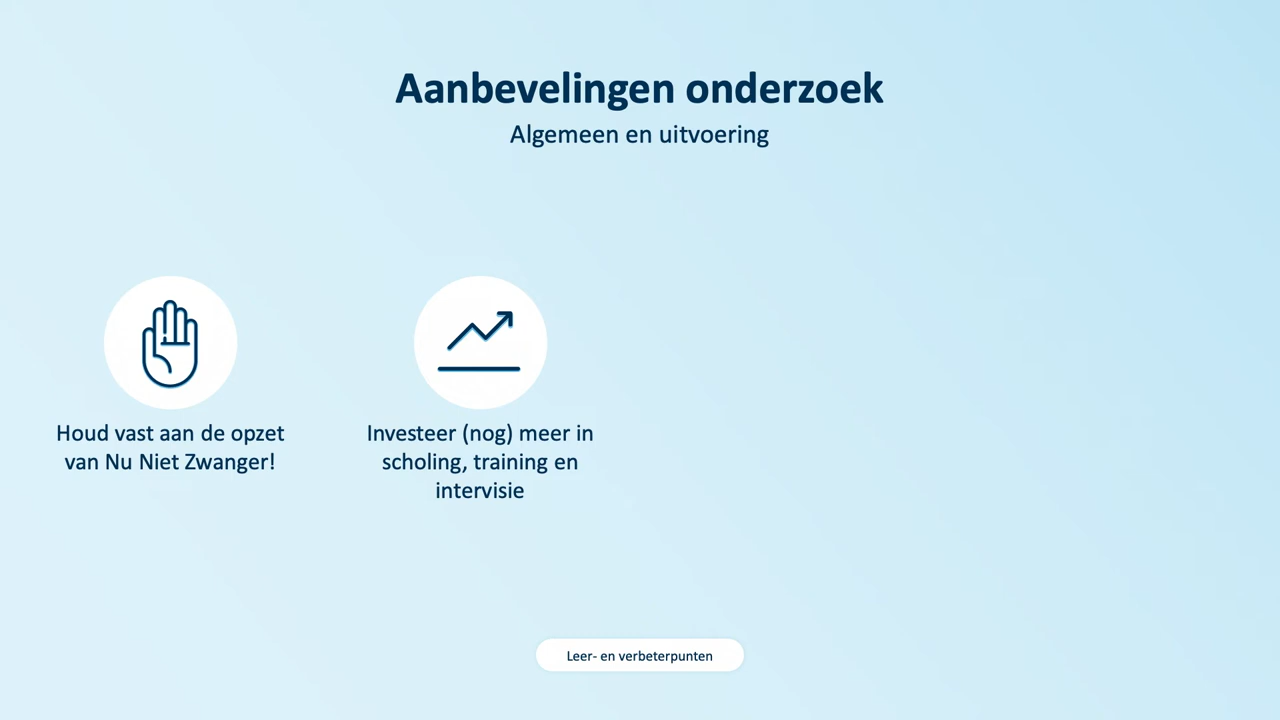 Aanbevelingen onderzoek
Algemeen en uitvoering
Houd vast aan de opzet
van Nu Niet Zwanger!
Investeer (nog) meer in
scholing, training en
intervisie
Leer- en verbeterpunten